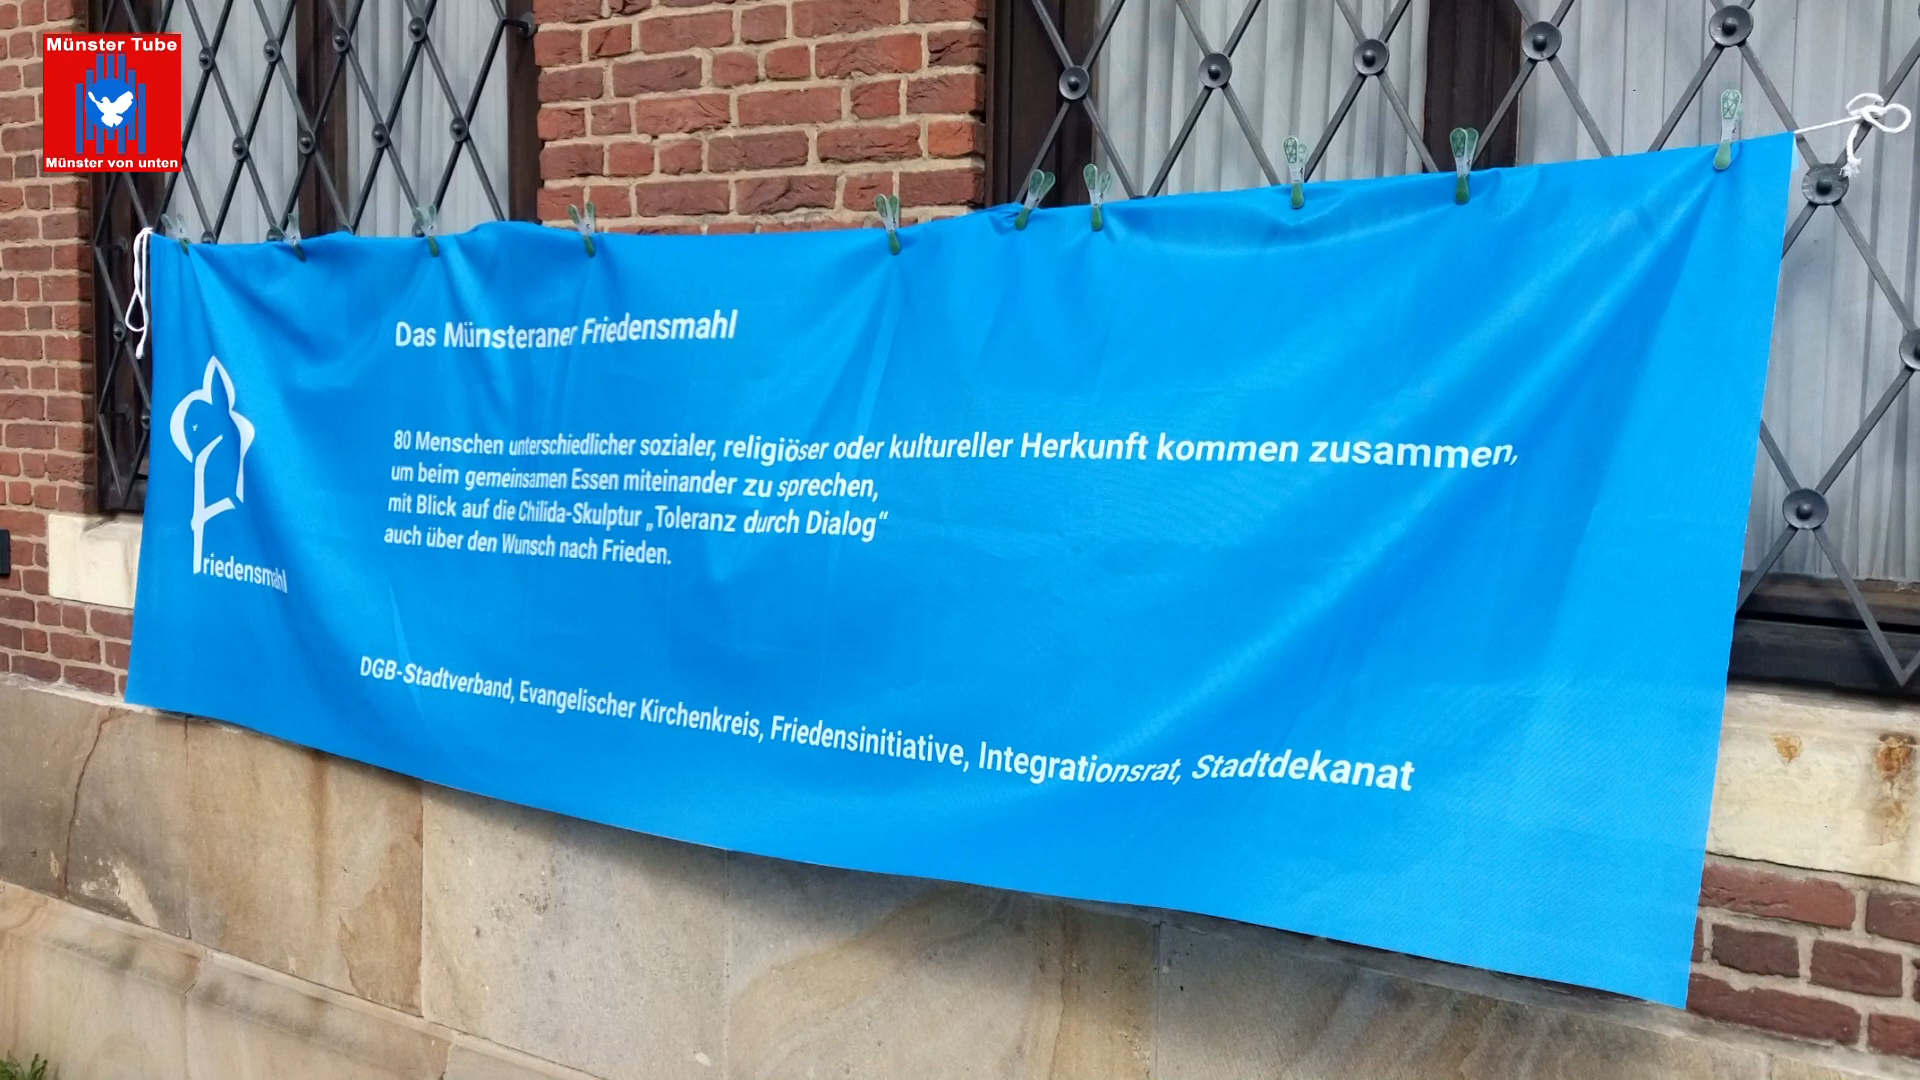 Münster Tube
Münster von unten
Das Münsteraner Friedensmahl
80 Menschen unterschiedlicher sozialer, religiöser oder kultureller Herkunft kommen zusammen,
um beim gemeinsamen Essen miteinander zu sprechen,
mit Blick auf die Chilida-Skulptur „Toleranz durch Dialog“
auch über den Wunsch nach Frieden.
Friedensmahl
DGB-Stadtverband, Evangelischer Kirchenkreis, Friedensinitiative, Integrationsrat, Stadtdekanat